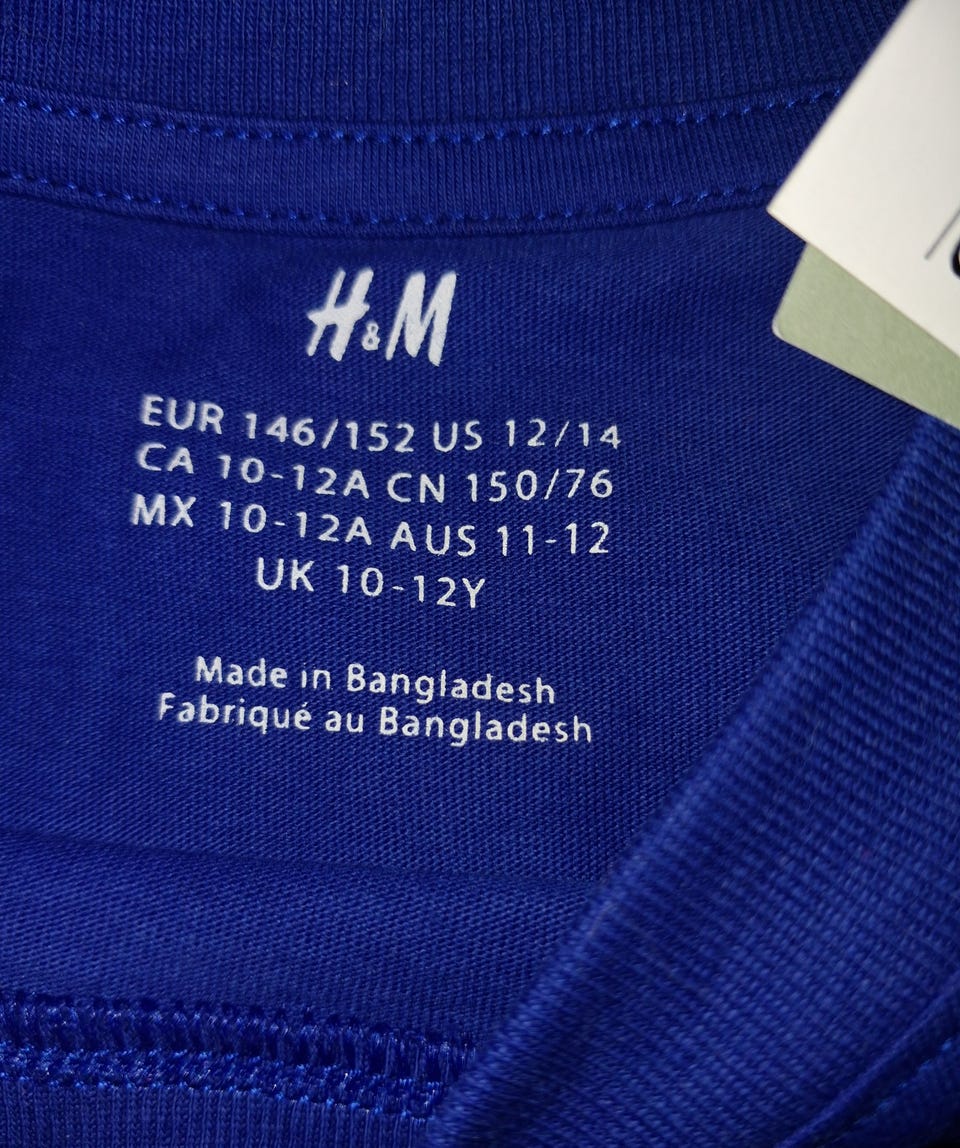 H&M
EUR 146/152 US 12/14
CA 10-12A CN 150/76
MX 10-12A AUS 11-12
UK 10-12Y
Made in Bangladesh
Fabriqué au Bangladesh